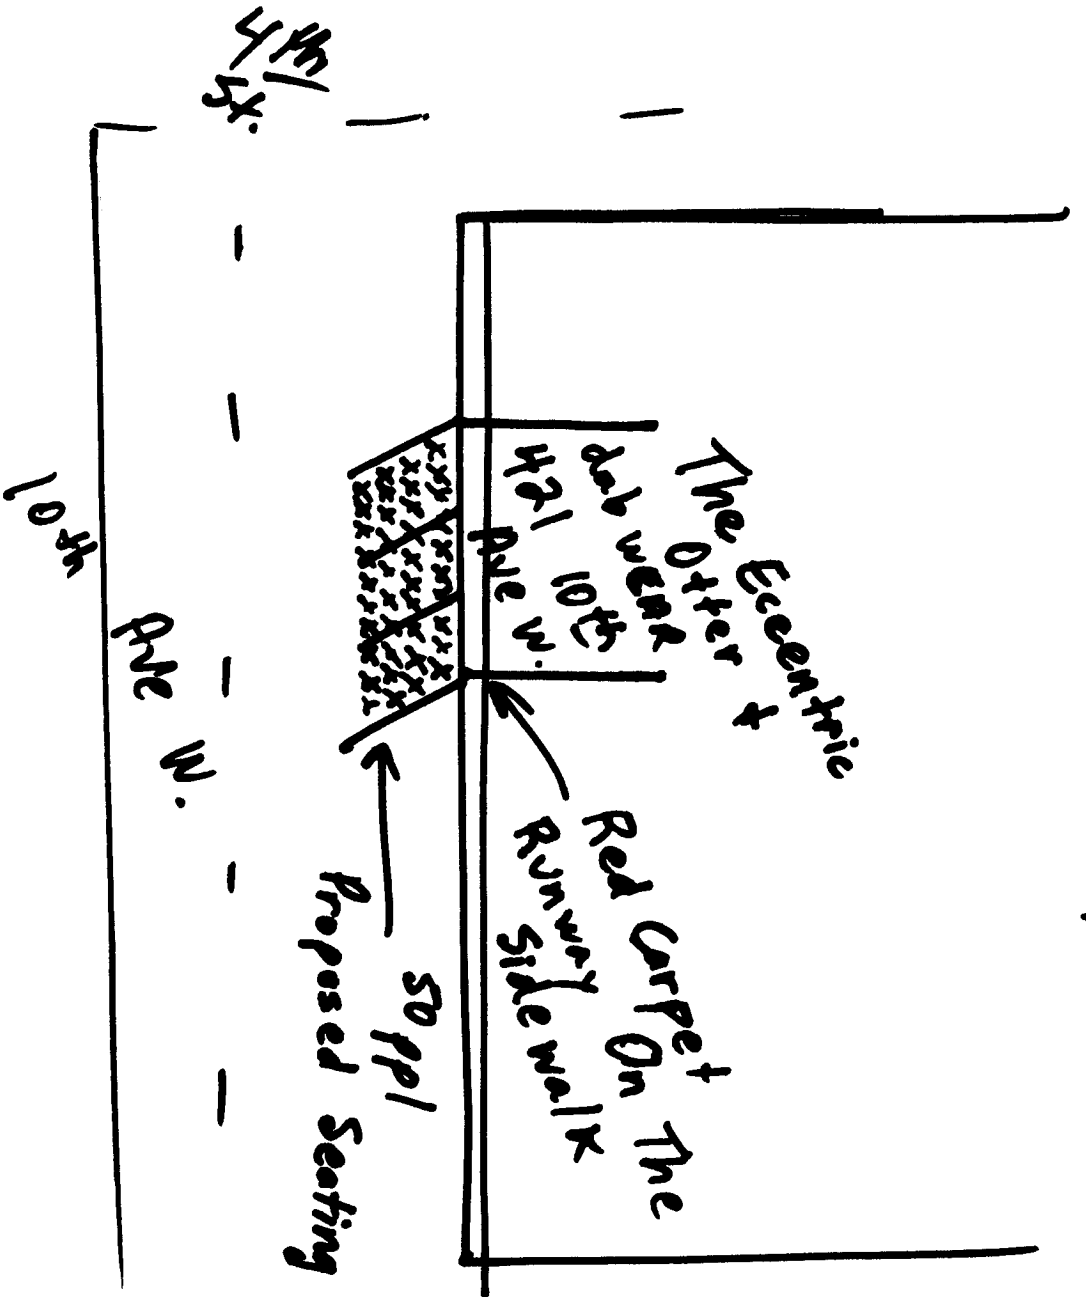 4th
St.
The Eccentric
Otter +
dab WEAR
421 10th
Ave W.
Red Carpet
Runway On The
Sidewalk
50 ppl
Proposed Seating
10th Ave W.